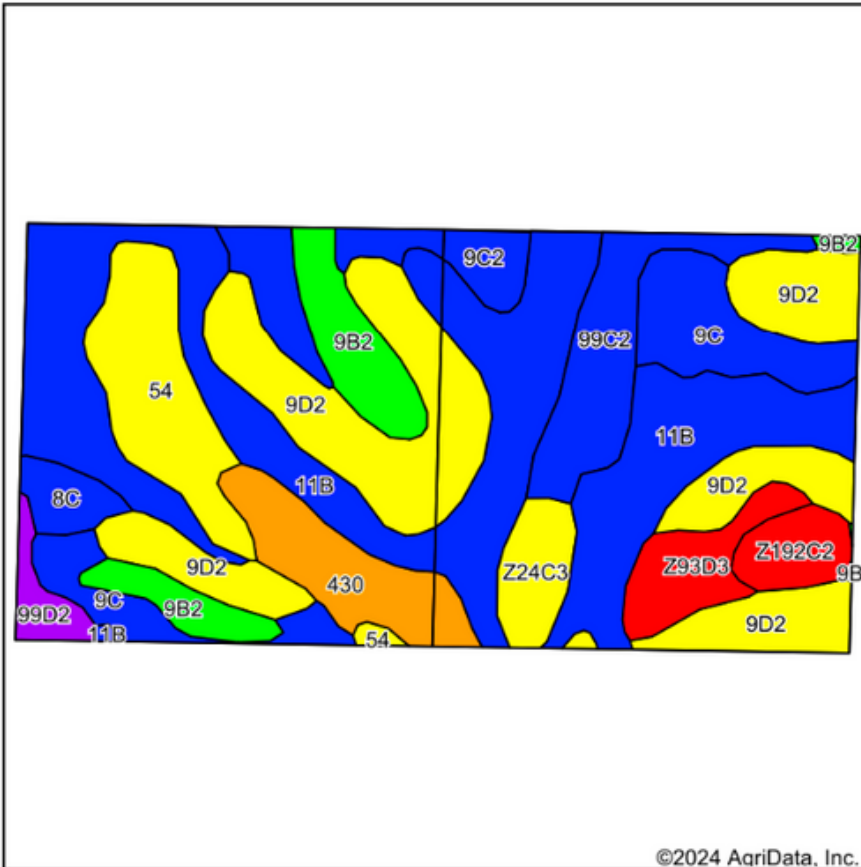 9B2
9C2
9D2
99C2
9C
9B2
54
9D2
11B
11B
9D2
8C
Z93D3
Z192C2
9D2
Z24C3
9B
430
9C
9B2
99D2
9D2
11B
54
©2024 AgriData, Inc.